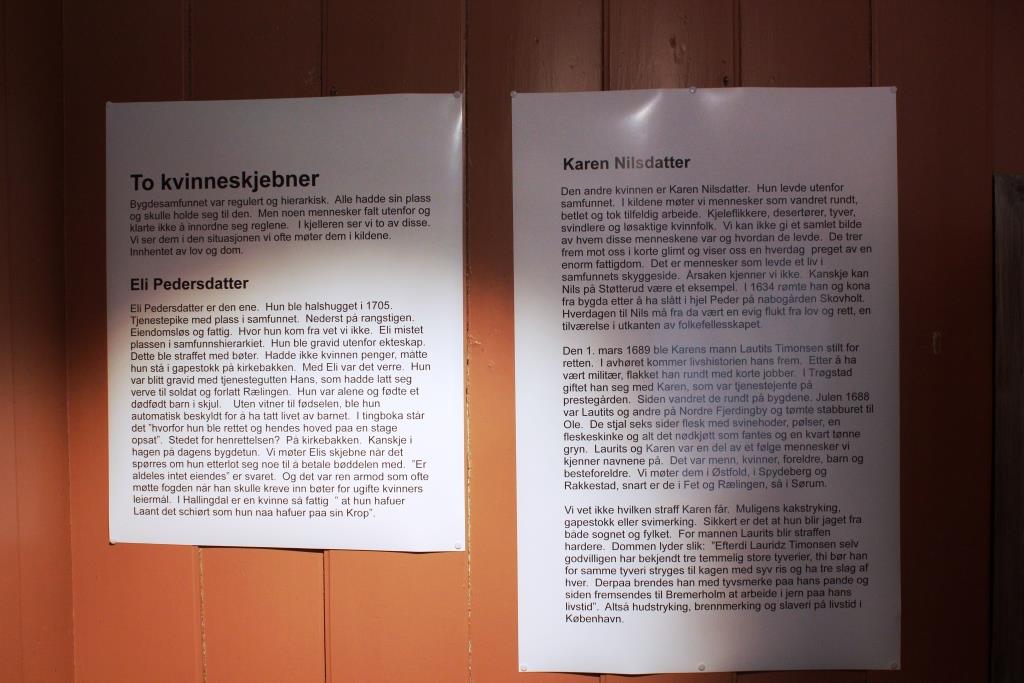 To kvinneskjebner
Bygdesamfunnet var regulert og hierarkisk. Alle hadde sin plass
og skulle holde seg til den. Men noen mennesker falt utenfor og
klarte ikke å innordne seg reglene. I kjelleren ser vi to av disse.
Vi ser dem i den situasjonen vi ofte møter dem i kildene.
Innhentet av lov og dom.
Eli Pedersdatter
Eli Pedersdatter er den ene. Hun ble halshugget i 1705.
Tjenestepike med plass i samfunnet. Nederst på rangstigen.
Eiendomsløs og fattig. Hvor hun kom fra vet vi ikke. Eli mistet
plassen i samfunnshierarkiet. Hun ble gravid utenfor ekteskap.
Dette ble straffet med bøter. Hadde ikke kvinnen penger, måtte
hun stå i gapestokk på kirkebakken. Med Eli var det verre. Hun
var blitt gravid med tjenestegutten Hans, som hadde latt seg
verve til soldat og forlatt Rælingen. Hun var alene og fødte et
dødfødt barn i skjul. Uten vitner til fødselen, ble hun
automatisk beskyldt for å ha tatt livet av barnet. I tingboka står
det "hvorfor hun ble rettet og hendes hoved paa en stage
opsat". Stedet for henrettelsen? På kirkebakken. Kanskje i
hagen på dagens bygdetun. Vi møter Elis skjebne når det
spørres om hun etterlot seg noe til å betale bøddelen med. "Er
aldeles intet eiendes" er svaret. Og det var ren armod som ofte
møtte fogden når han skulle kreve inn bøter for ugifte kvinners
leiermål. I Hallingdal er en kvinne så fattig " at hun hafuer
Laant det schiørt som hun naa hafuer paa sin Krop".
Karen Nilsdatter
Den andre kvinnen er Karen Nilsdatter. Hun levde utenfor
samfunnet. I kildene møter vi mennesker som vandret rundt,
betlet og tok tilfeldig arbeide. Kjeleflikkere, desertører, tyver,
svindlere og løsaktige kvinnfolk. Vi kan ikke gi et samlet bilde
av hvem disse menneskene var og hvordan de levde. De trer
frem mot oss i korte glimt og viser oss en hverdag preget av en
enorm fattigdom. Det er mennesker som levde et liv i
samfunnets skyggeside. Årsaken kjenner vi ikke. Kanskje kan
Nils på Støtterud være et eksempel. I 1634 rømte han og kona
fra bygda etter å ha slått i hjel Peder på nabogården Skovholt.
Hverdagen til Nils må fra da vært en evig flukt fra lov og rett, en
tilværelse i utkanten av folkefellesskapet.
Den 1. mars 1689 ble Karens mann Lautits Timonsen stilt for
retten. I avhøret kommer livshistorien hans frem. Etter å ha
vært militær, flakket han rundt med korte jobber. I Trøgstad
giftet han seg med Karen, som var tjenestejente på
prestegården. Siden vandret de rundt på bygdene. Julen 1688
var Lautits og andre på Nordre Fjerdingby og tømte stabburet til
Ole. De stjal seks sider flesk med svinehoder, pølser, en
fleskeskinke og alt det nødkjøtt som fantes og en kvart tønne
gryn. Laurits og Karen var en del av et følge mennesker vi
kjenner navnene på. Det var menn, kvinner, foreldre, barn og
besteforeldre. Vi møter dem i Østfold, i Spydeberg og
Rakkestad, snart er de i Fet og Rælingen, så i Sørum.
Vi vet ikke hvilken straff Karen får. Muligens kakstryking,
gapestokk eller svimerking. Sikkert er det at hun blir jaget fra
både sognet og fylket. For mannen Laurits blir straffen
hardere. Dommen lyder slik: "Efterdi Lauridz Timonsen selv
godvilligen har bekjendt tre temmelig store tyverier, thi bør han
for samme tyveri stryges til kagen med syv ris og ha tre slag af
hver. Derpaa brendes han med tyvsmerke paa hans pande og
siden fremsendes til Bremerholm at arbeide i jern paa hans
livstid". Altså hudstryking, brennmerking og slaveri på livstid i
København.